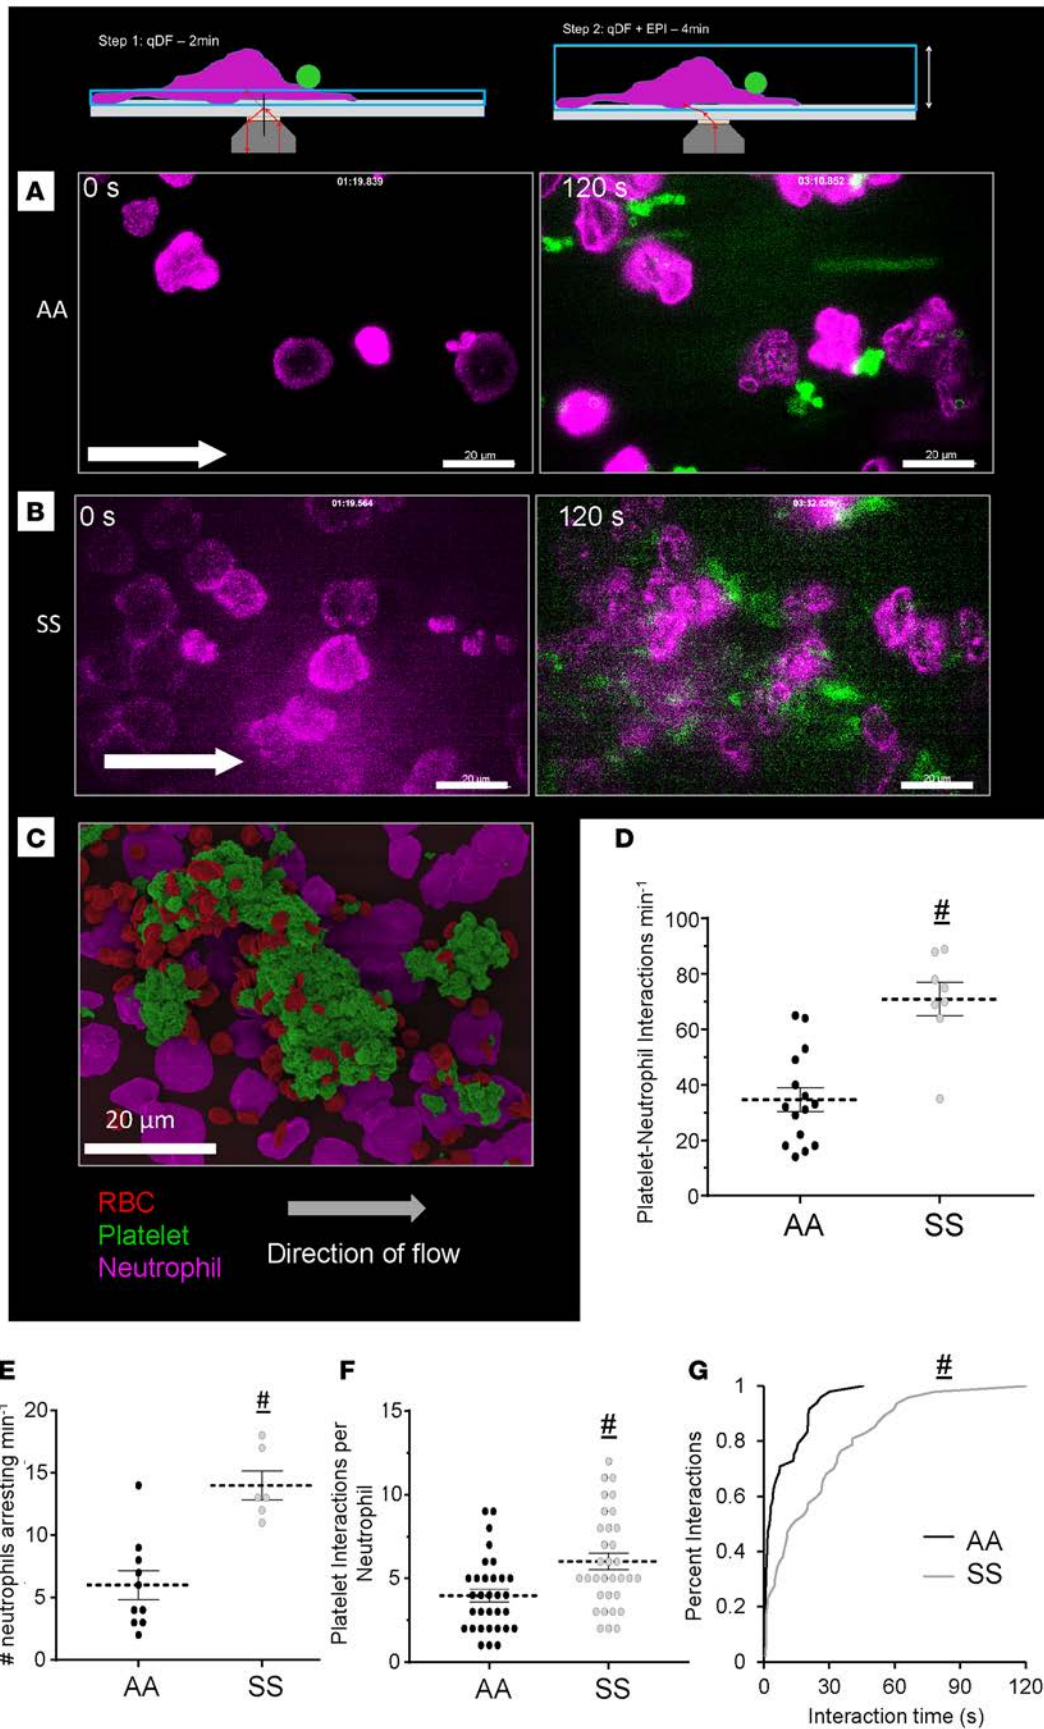 Step 1: qDF – 2min
Step 2: qDF + EPI – 4min
A
0 s
01:19.839
120 s
03:10.852
AA
20 µm
20 µm
B
0 s
01:19.564
120 s
SS
20 µm
20 µm
C
20 µm
RBC
Platelet
Neutrophil
Direction of flow
D
#
Platelet-Neutrophil Interactions min⁻¹
100
80
60
40
20
0
AA
SS
E
#
# neutrophils arresting min⁻¹
20
15
10
5
0
AA
SS
F
#
Platelet Interactions per
Neutrophil
15
10
5
0
AA
SS
G
#
Percent Interactions
1
0.8
0.6
0.4
0.2
0
AA
SS
0 30 60 90 120
Interaction time (s)